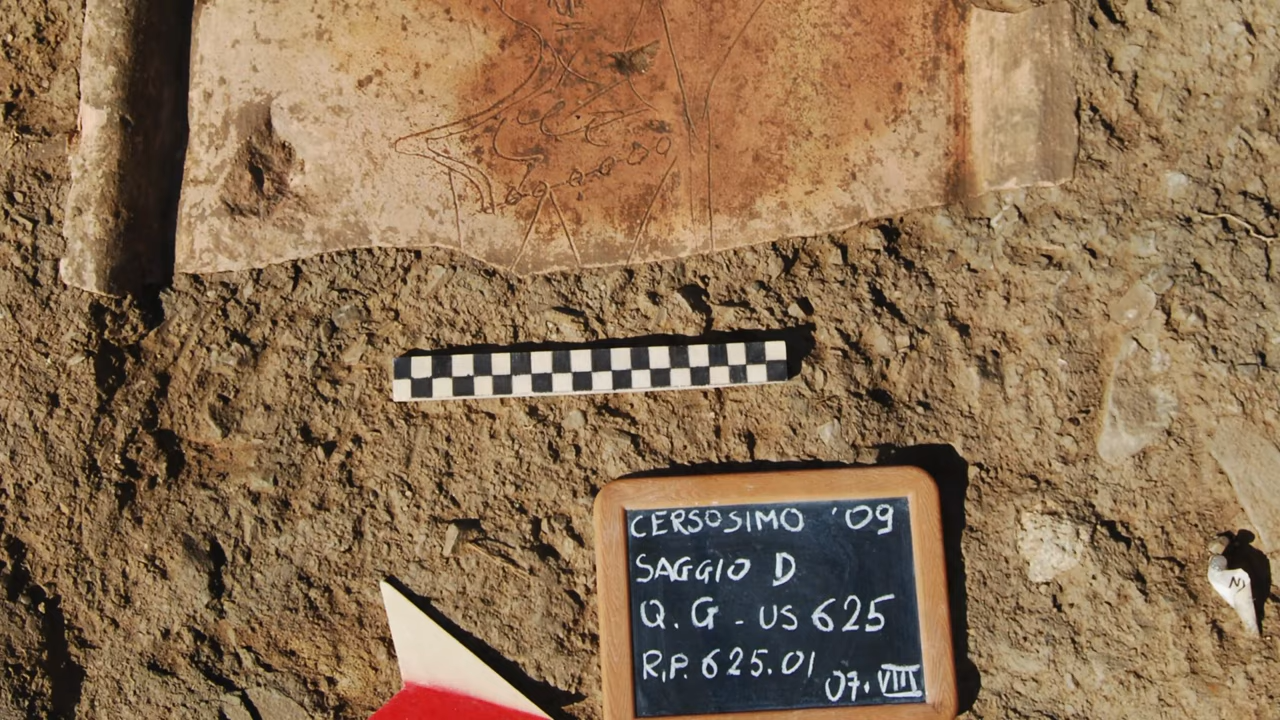 CERSOSIMO '09
SAGGIO D
Q. G - US 625
R.P. 625.01
07. VIII
N